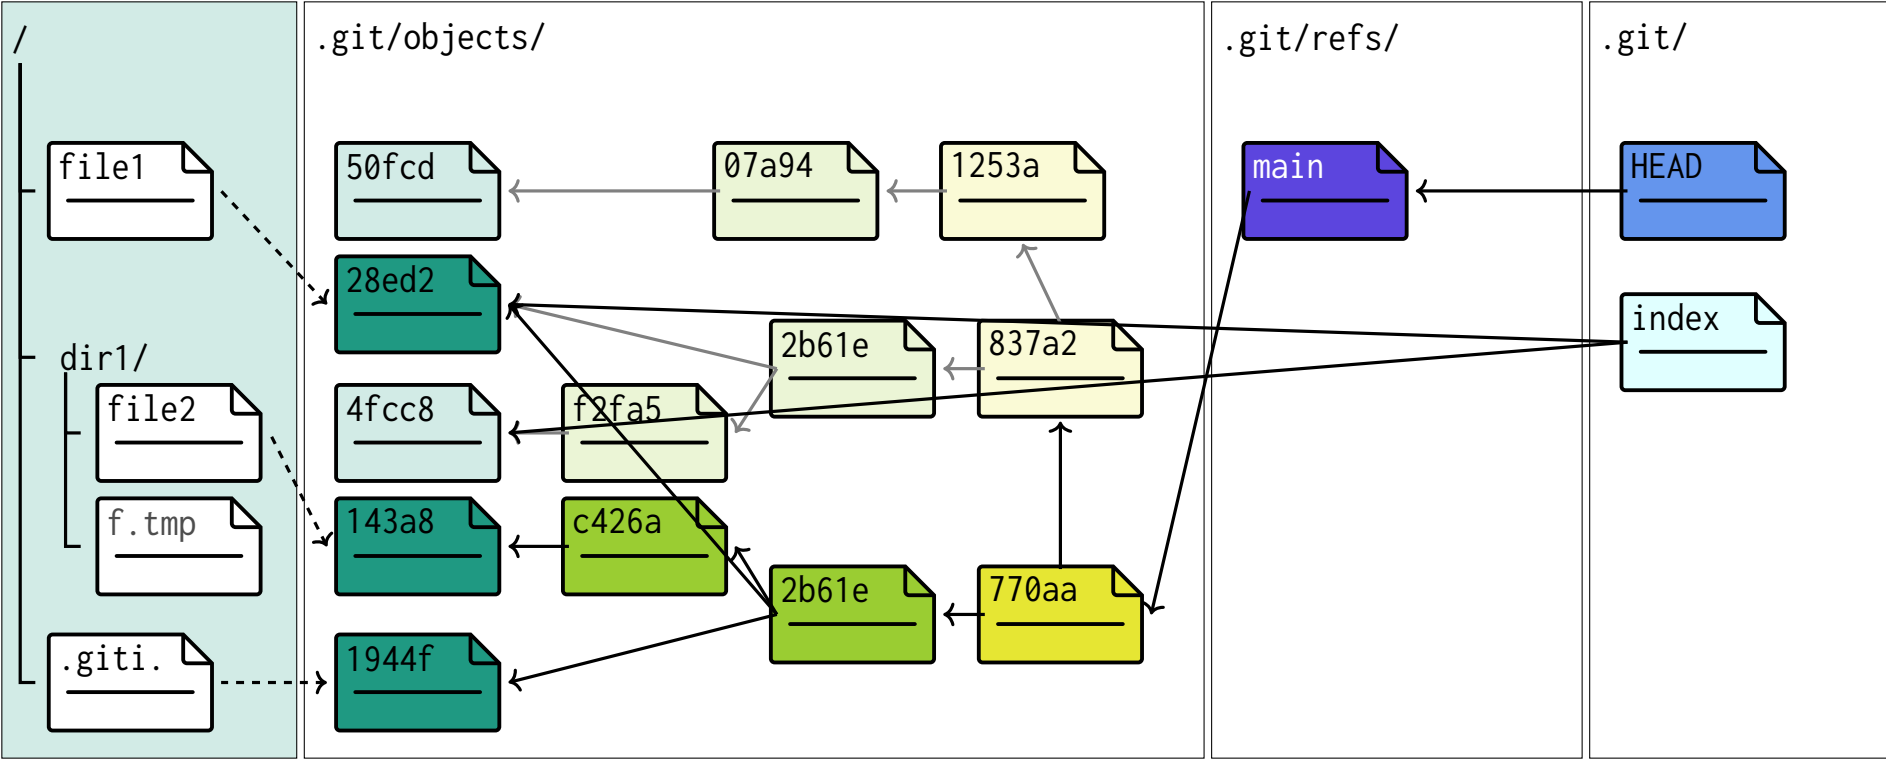 /
.git/objects/
.git/refs/
.git/
file1
50fcd
07a94
1253a
main
HEAD
28ed2
index
dir1/
2b61e
837a2
file2
4fcc8
f2fa5
f.tmp
143a8
c426a
2b61e
770aa
.giti.
1944f